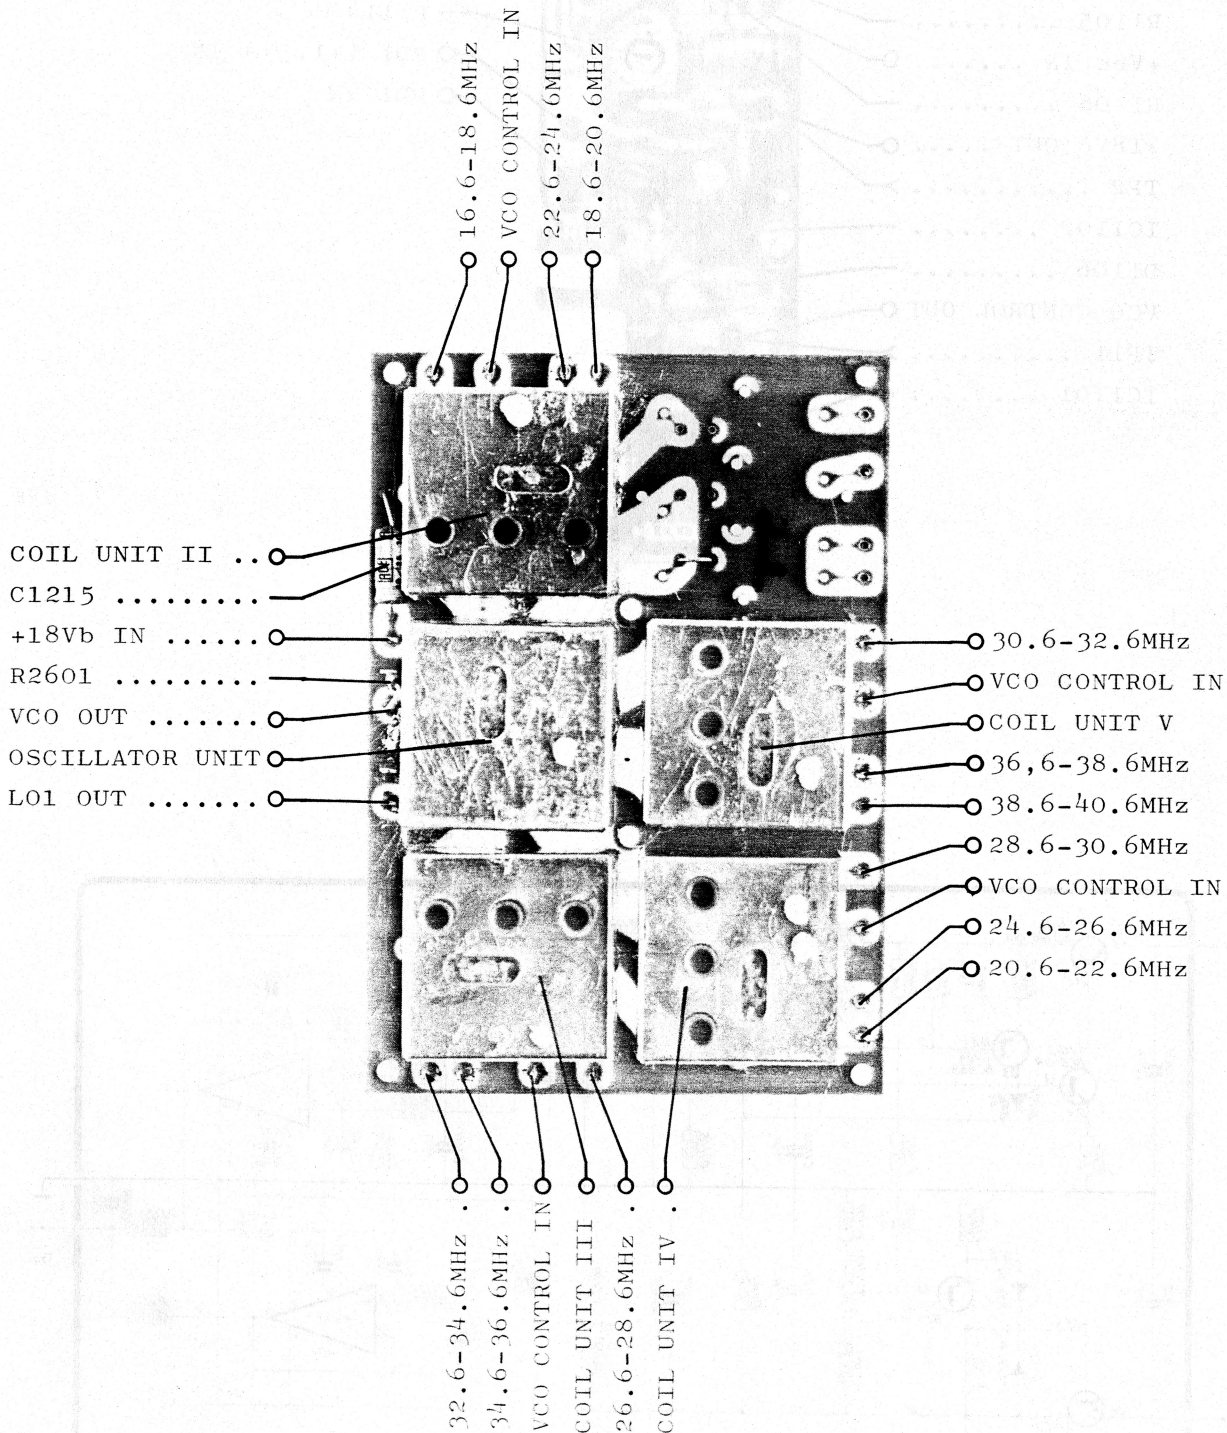 16.6-18.6MHz
VCO CONTROL IN
22.6-24.6MHz
18.6-20.6MHz
COIL UNIT II ..
C1215 .........
+18Vb IN ......
R2601 .........
VCO OUT .......
OSCILLATOR UNIT
LO1 OUT .......
30.6-32.6MHz
VCO CONTROL IN
COIL UNIT V
36,6-38.6MHz
38.6-40.6MHz
28.6-30.6MHz
VCO CONTROL IN
24.6-26.6MHz
20.6-22.6MHz
32.6-34.6MHz .
34.6-36.6MHz .
VCO CONTROL IN
COIL UNIT III
26.6-28.6MHz .
COIL UNIT IV .